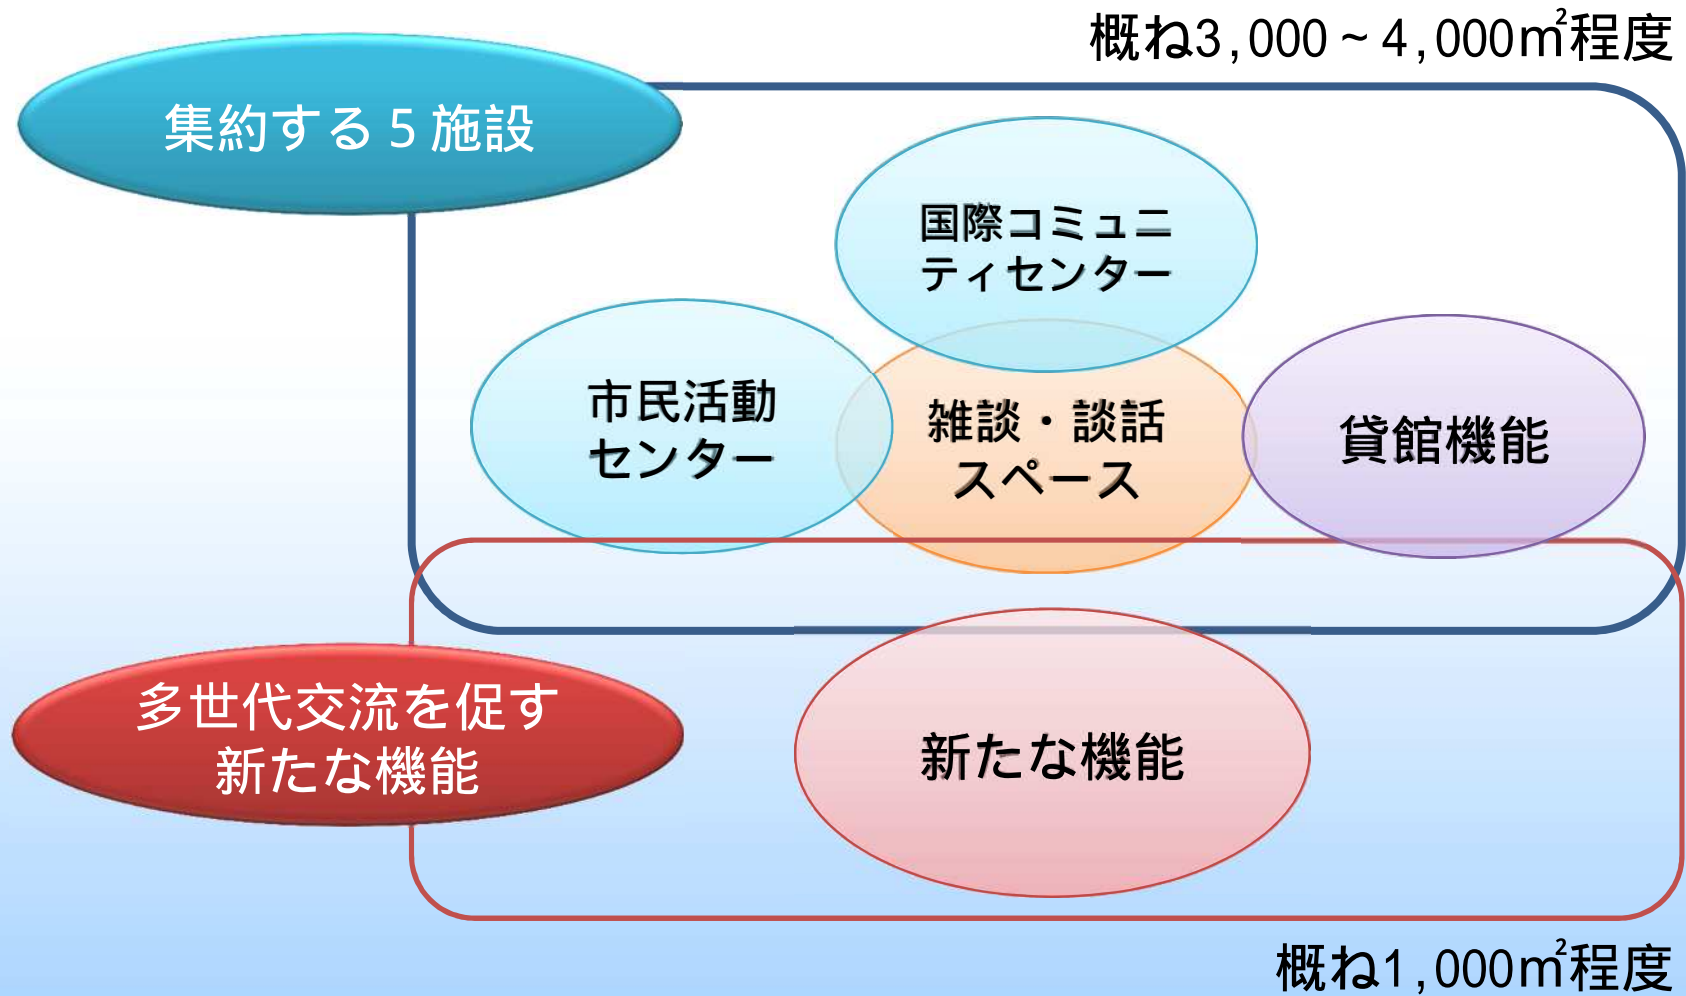 概ね3,000～4,000㎡程度
集約する５施設
国際コミュニ
ティセンター
市民活動
センター
雑談・談話
スペース
貸館機能
多世代交流を促す
新たな機能
新たな機能
概ね1,000㎡程度